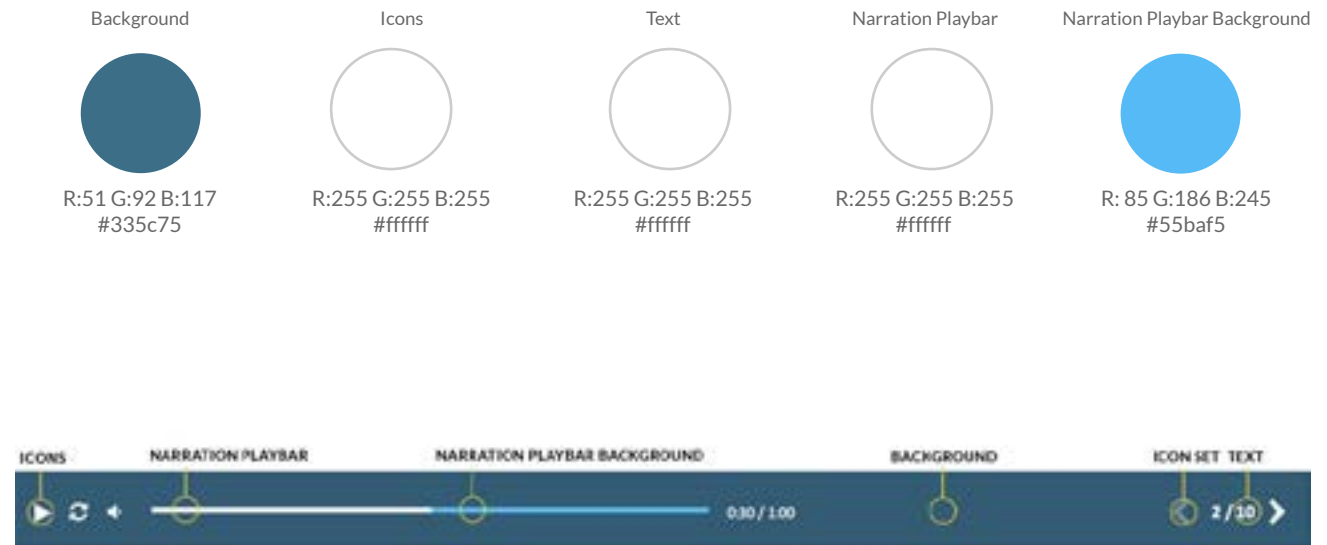 Background Icons Text Narration Playbar Narration Playbar Background
R:51 G:92 B:117 R:255 G:255 B:255 R:255 G:255 B:255 R:255 G:255 B:255 R: 85 G:186 B:245
#335c75 #ffffff #ffffff #ffffff #55baf5
ICONS NARRATION PLAYBAR NARRATION PLAYBAR BACKGROUND BACKGROUND ICON SET TEXT
0:30 / 1:00 2 / 10